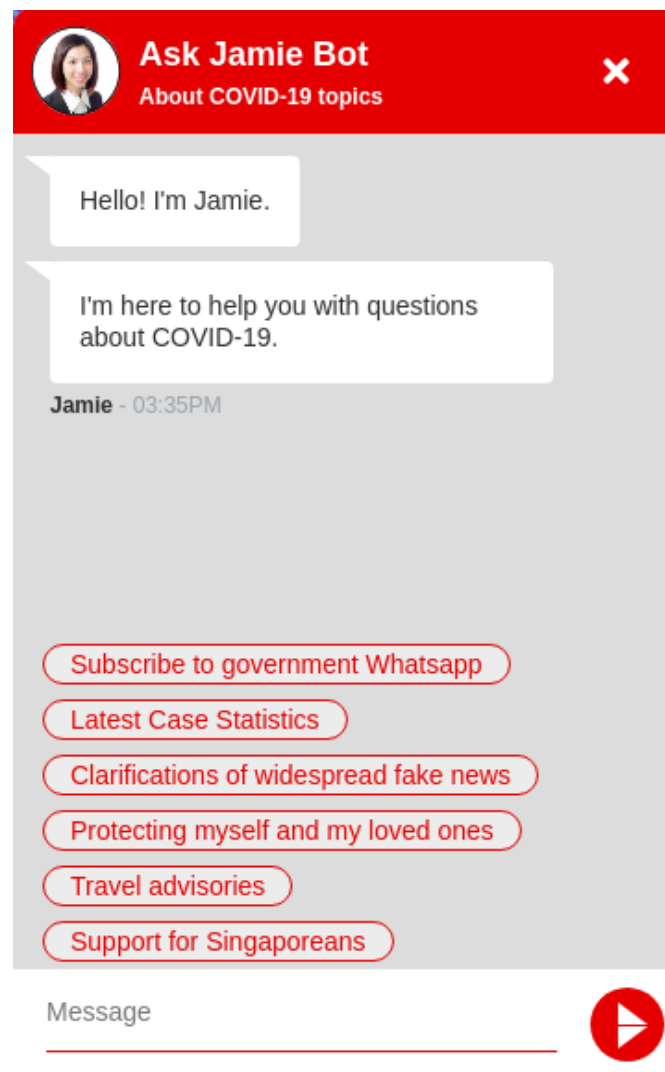 Ask Jamie Bot
About COVID-19 topics
Hello! I'm Jamie.
I'm here to help you with questions
about COVID-19.
Jamie - 03:35PM
Subscribe to government Whatsapp
Latest Case Statistics
Clarifications of widespread fake news
Protecting myself and my loved ones
Travel advisories
Support for Singaporeans
Message